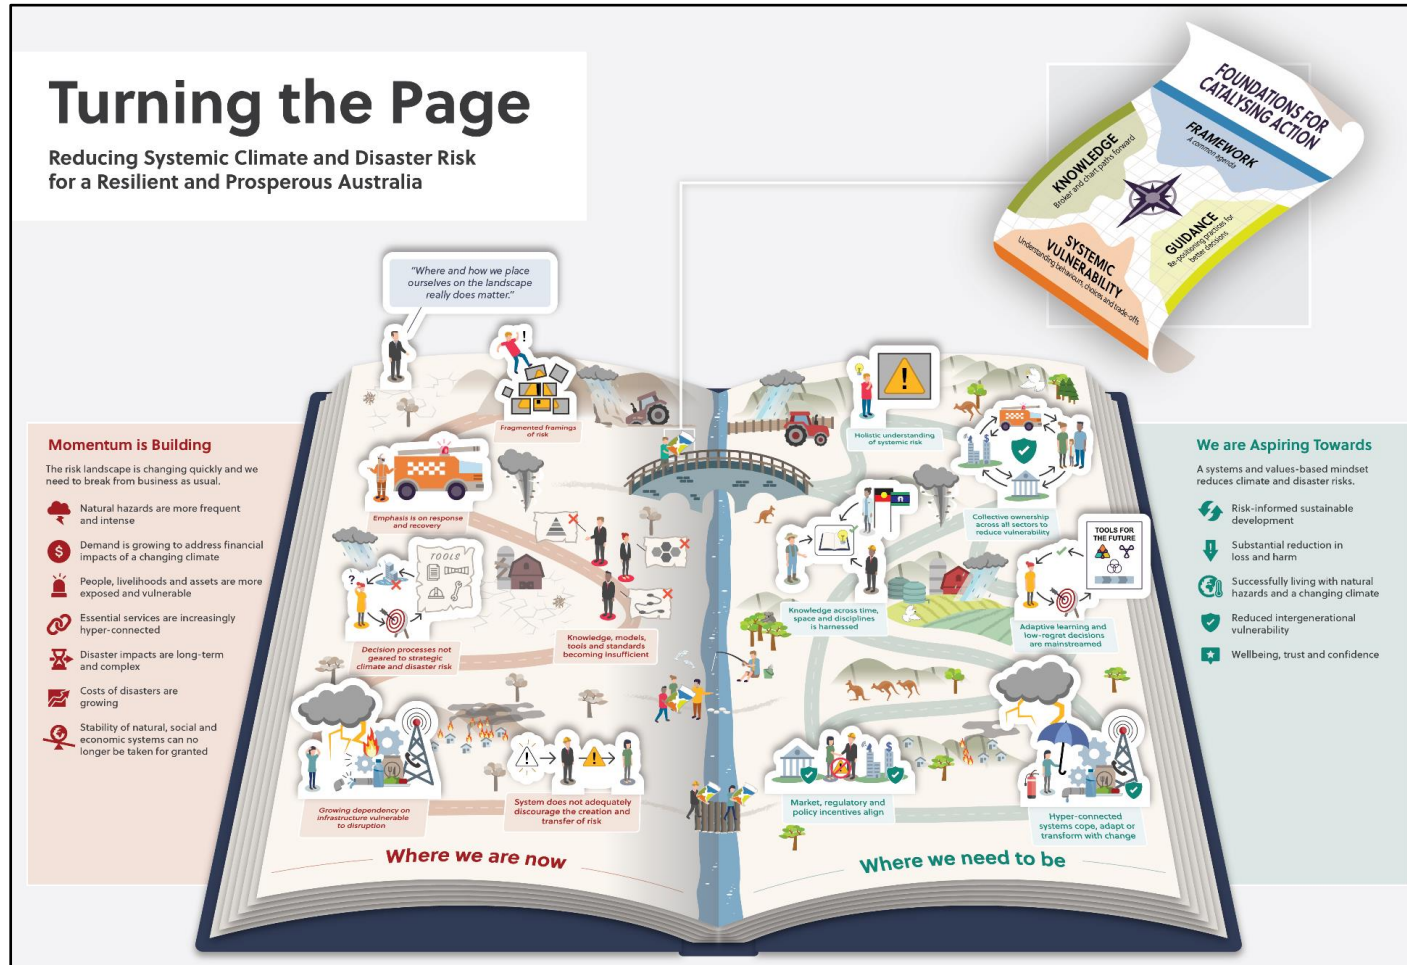 Turning the Page
Reducing Systemic Climate and Disaster Risk
for a Resilient and Prosperous Australia
FOUNDATIONS FOR
CATALYSING ACTION
KNOWLEDGE
Broker and chart paths forward
FRAMEWORK
A common agenda
SYSTEMIC
VULNERABILITY
Understanding behaviours, choices and trade-offs
GUIDANCE
Re-positioning practices for
better decisions
"Where and how we place
ourselves on the landscape
really does matter."
Momentum is Building
The risk landscape is changing quickly and we
need to break from business as usual.
Natural hazards are more frequent
and intense
Demand is growing to address financial
impacts of a changing climate
People, livelihoods and assets are more
exposed and vulnerable
Essential services are increasingly
hyper-connected
Disaster impacts are long-term
and complex
Costs of disasters are
growing
Stability of natural, social and
economic systems can no
longer be taken for granted
Fragmented framings
of risk
Emphasis is on response
and recovery
TOOLS
Decision processes not
geared to strategic
climate and disaster risk
Knowledge, models,
tools and standards
becoming insufficient
Growing dependency on
infrastructure vulnerable
to disruption
System does not adequately
discourage the creation and
transfer of risk
Where we are now
Holistic understanding
of systemic risk
Collective ownership
across all sectors to
reduce vulnerability
TOOLS FOR
THE FUTURE
Knowledge across time,
space and disciplines
is harnessed
Adaptive learning and
low-regret decisions
are mainstreamed
Market, regulatory and
policy incentives align
Hyper-connected
systems cope, adapt or
transform with change
Where we need to be
We are Aspiring Towards
A systems and values-based mindset
reduces climate and disaster risks.
Risk-informed sustainable
development
Substantial reduction in
loss and harm
Successfully living with natural
hazards and a changing climate
Reduced intergenerational
vulnerability
Wellbeing, trust and confidence